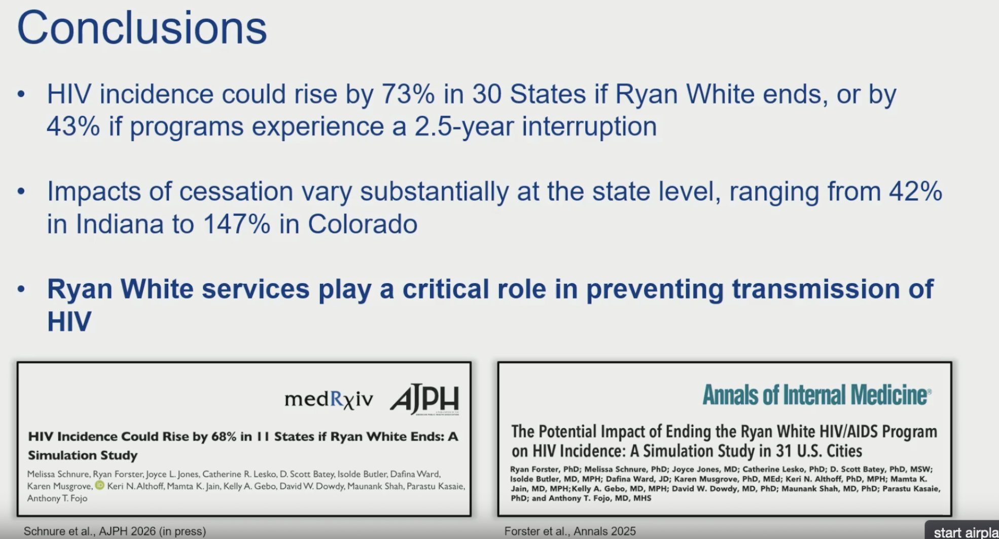 Conclusions
• HIV incidence could rise by 73% in 30 States if Ryan White ends, or by
43% if programs experience a 2.5-year interruption
• Impacts of cessation vary substantially at the state level, ranging from 42%
in Indiana to 147% in Colorado
• Ryan White services play a critical role in preventing transmission of
HIV
medRxiv AJPH
A PUBLICATION OF THE
AMERICAN PUBLIC HEALTH ASSOCIATION
HIV Incidence Could Rise by 68% in 11 States if Ryan White Ends: A
Simulation Study
Melissa Schnure, Ryan Forster, Joyce L. Jones, Catherine R. Lesko, D. Scott Batey, Isolde Butler, Dafina Ward,
Karen Musgrove, iD Keri N. Althoff, Mamta K. Jain, Kelly A. Gebo, David W. Dowdy, Maunank Shah, Parastu Kasaie,
Anthony T. Fojo
Schnure et al., AJPH 2026 (in press)
Annals of Internal Medicine®
The Potential Impact of Ending the Ryan White HIV/AIDS Program
on HIV Incidence: A Simulation Study in 31 U.S. Cities
Ryan Forster, PhD; Melissa Schnure, PhD; Joyce Jones, MD; Catherine Lesko, PhD; D. Scott Batey, PhD, MSW;
Isolde Butler, MD, MPH; Dafina Ward, JD; Karen Musgrove, PhD, MEd; Keri N. Althoff, PhD, MPH; Mamta K.
Jain, MD, MPH;Kelly A. Gebo, MD, MPH; David W. Dowdy, MD, PhD; Maunank Shah, MD, PhD; Parastu Kasaie,
PhD; and Anthony T. Fojo, MD, MHS
Forster et al., Annals 2025
start airpla